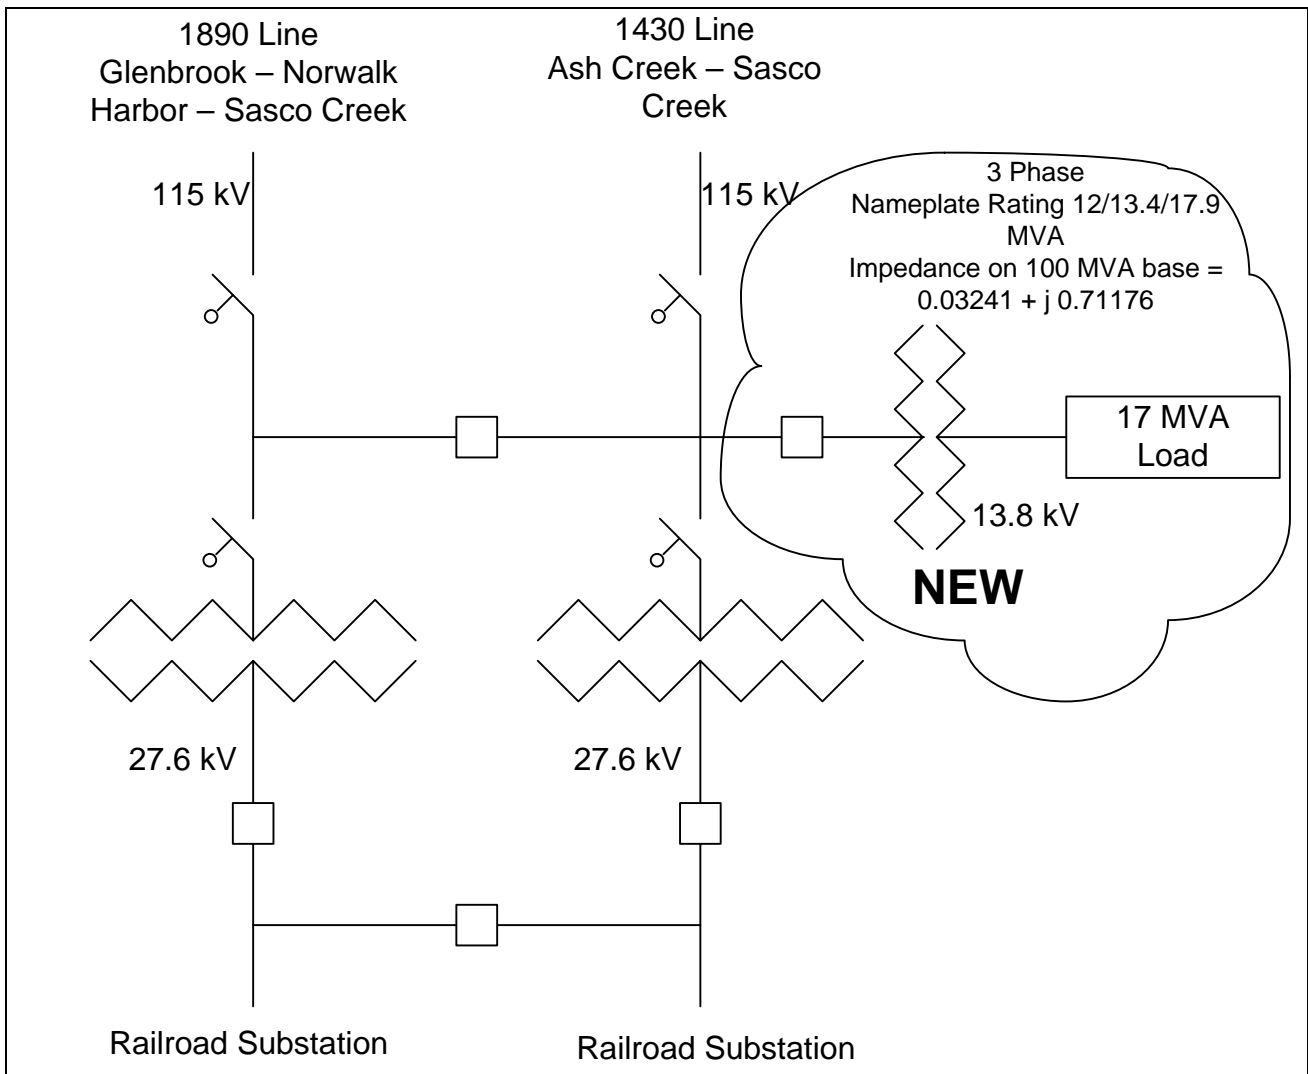 1890 Line
Glenbrook – Norwalk
Harbor – Sasco Creek
1430 Line
Ash Creek – Sasco
Creek
115 kV
115 kV
3 Phase
Nameplate Rating 12/13.4/17.9
MVA
Impedance on 100 MVA base =
0.03241 + j 0.71176
17 MVA
Load
13.8 kV
NEW
27.6 kV
27.6 kV
Railroad Substation
Railroad Substation